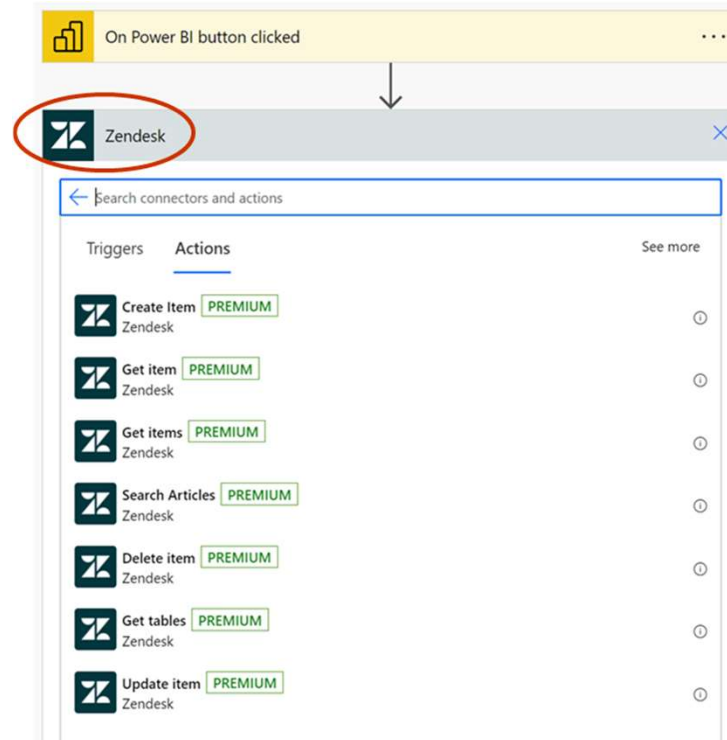 On Power BI button clicked
Zendesk
Search connectors and actions
Triggers Actions See more
Create Item PREMIUM
Zendesk
Get item PREMIUM
Zendesk
Get items PREMIUM
Zendesk
Search Articles PREMIUM
Zendesk
Delete item PREMIUM
Zendesk
Get tables PREMIUM
Zendesk
Update item PREMIUM
Zendesk